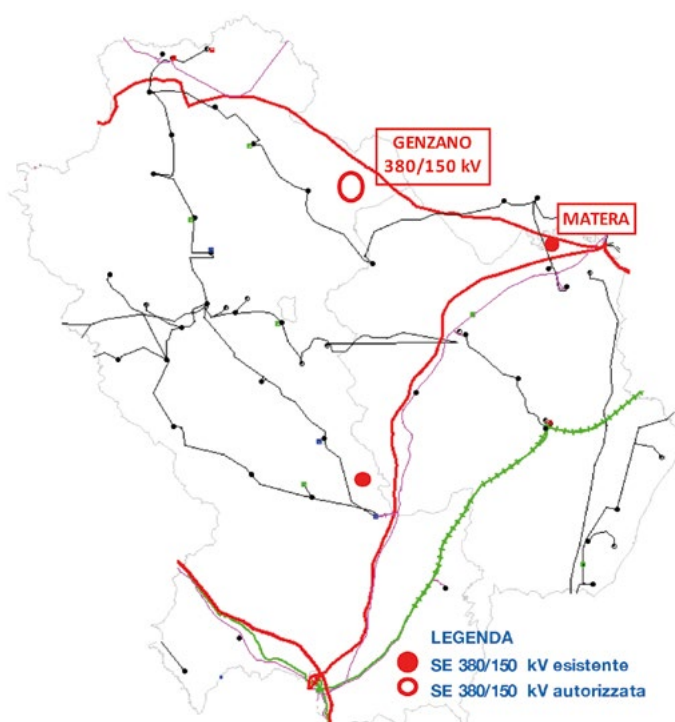 GENZANO
380/150 kV
MATERA
LEGENDA
SE 380/150 kV esistente
SE 380/150 kV autorizzata